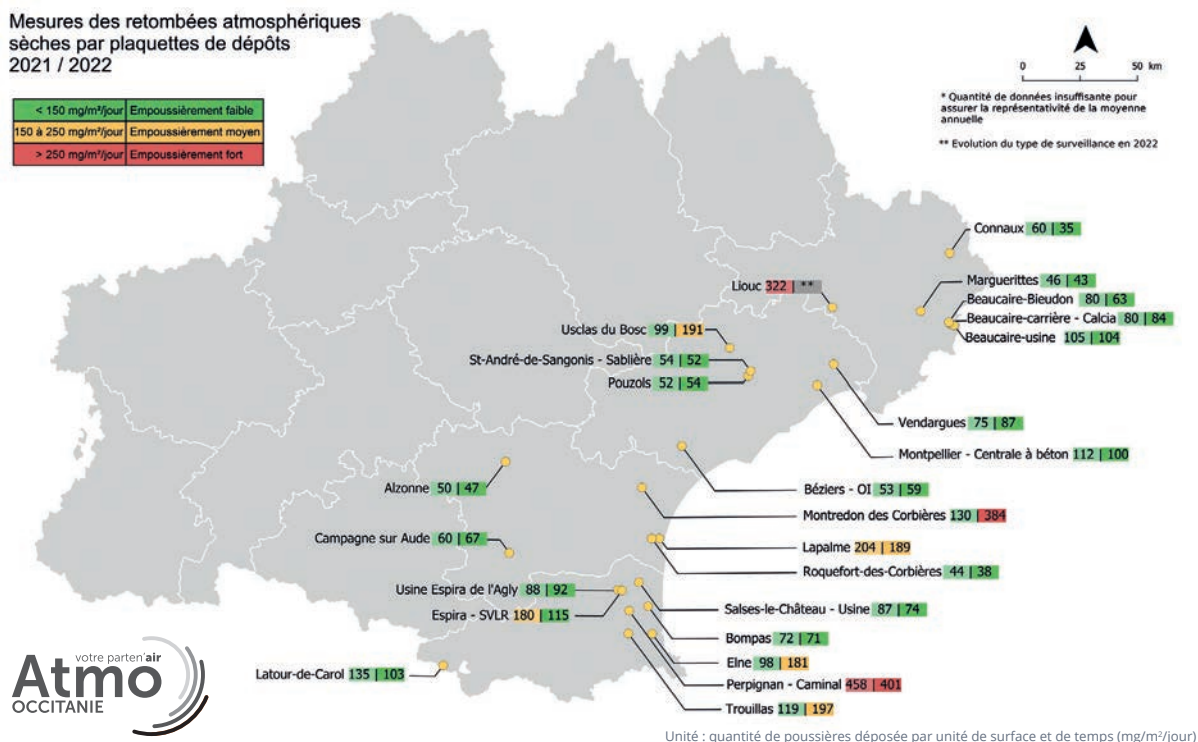 Mesures des retombées atmosphériques
sèches par plaquettes de dépôts
2021 / 2022
< 150 mg/m²/jour Empoussièrement faible
150 à 250 mg/m²/jour Empoussièrement moyen
> 250 mg/m²/jour Empoussièrement fort
0 25 50 km
* Quantité de données insuffisante pour
assurer la représentativité de la moyenne
annuelle
** Evolution du type de surveillance en 2022
Connaux 60 | 35
Marguerittes 46 | 43
Liouc 322 | **
Beaucaire-Bieudon 80 | 63
Beaucaire-carrière - Calcia 80 | 84
Usclas du Bosc 99 | 191
Beaucaire-usine 105 | 104
St-André-de-Sangonis - Sablière 54 | 52
Pouzols 52 | 54
Vendargues 75 | 87
Montpellier - Centrale à béton 112 | 100
Alzonne 50 | 47
Béziers - OI 53 | 59
Montredon des Corbières 130 | 384
Campagne sur Aude 60 | 67
Lapalme 204 | 189
Roquefort-des-Corbières 44 | 38
Usine Espira de l'Agly 88 | 92
Salses-le-Château - Usine 87 | 74
Espira - SVLR 180 | 115
Bompas 72 | 71
Elne 98 | 181
Latour-de-Carol 135 | 103
Perpignan - Caminal 458 | 401
Trouillas 119 | 197
votre parten'air
Atmo
OCCITANIE
Unité : quantité de poussières déposée par unité de surface et de temps (mg/m²/jour)